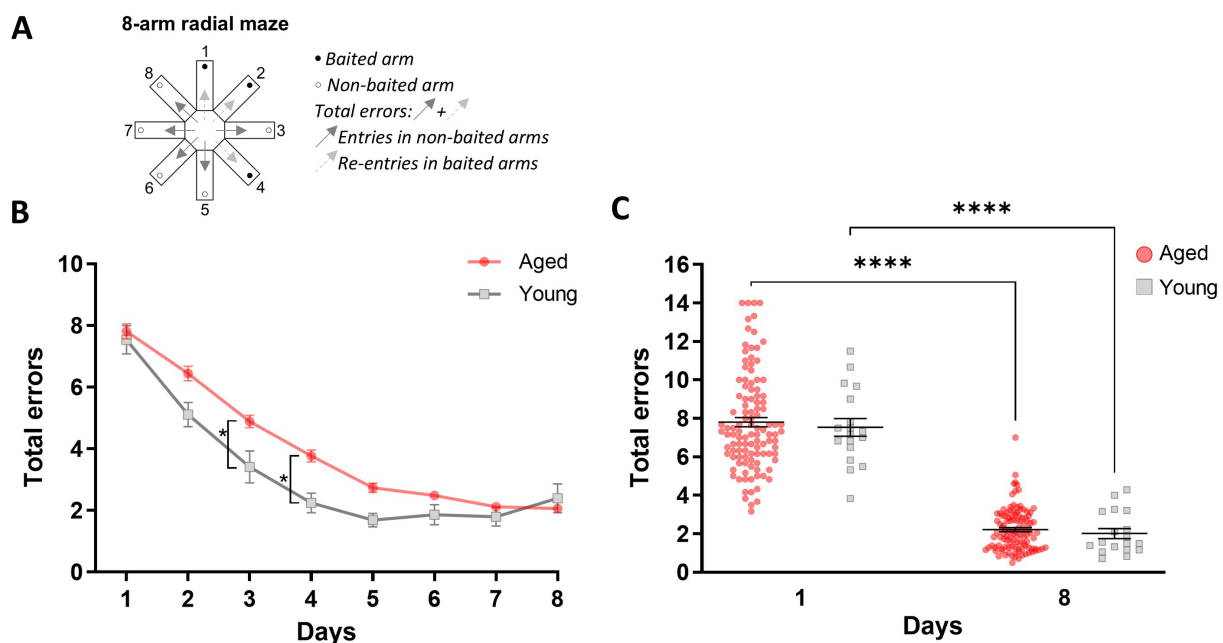 A
8-arm radial maze
1
8
2
7
3
6
4
5
Baited arm
Non-baited arm
Total errors: +
Entries in non-baited arms
Re-entries in baited arms
B
Total errors
10
8
6
4
2
0
*
*
Aged
Young
1 2 3 4 5 6 7 8
Days
C
Total errors
16
14
12
10
8
6
4
2
0
****
****
Aged
Young
1 8
Days